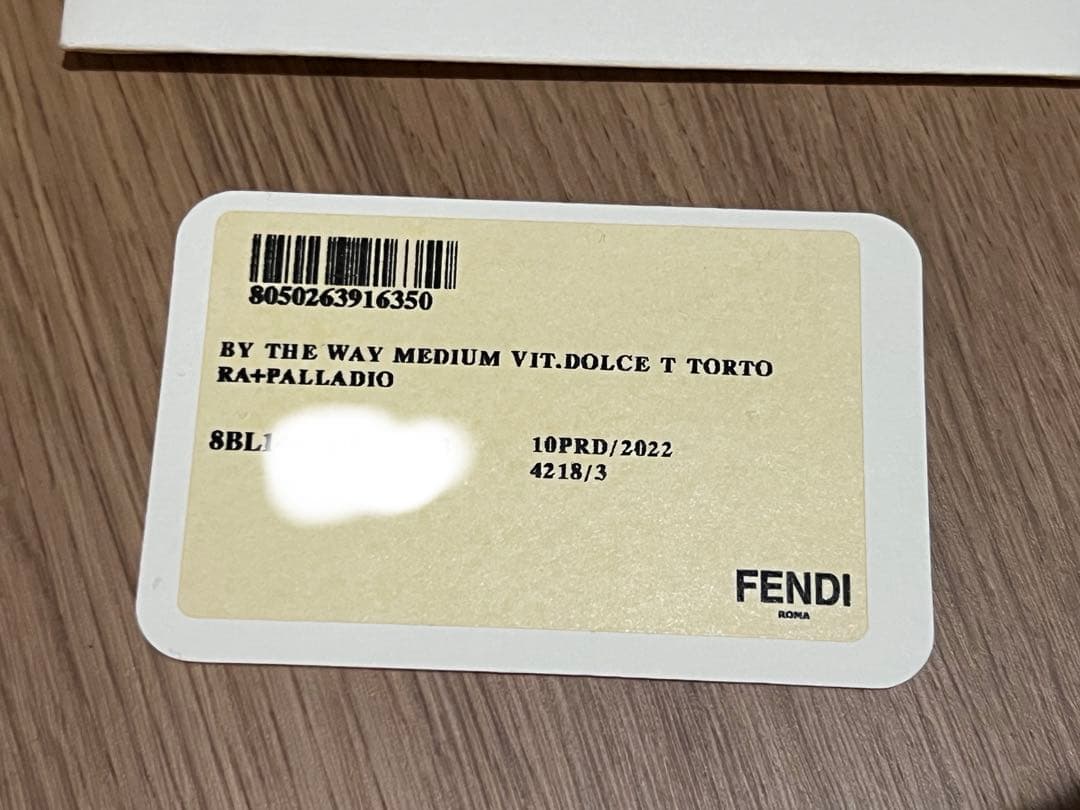 8050263916350
BY THE WAY MEDIUM VIT.DOLCE T TORTO
RA+PALLADIO
8BL1
10PRD/2022
4218/3
FENDI
ROMA